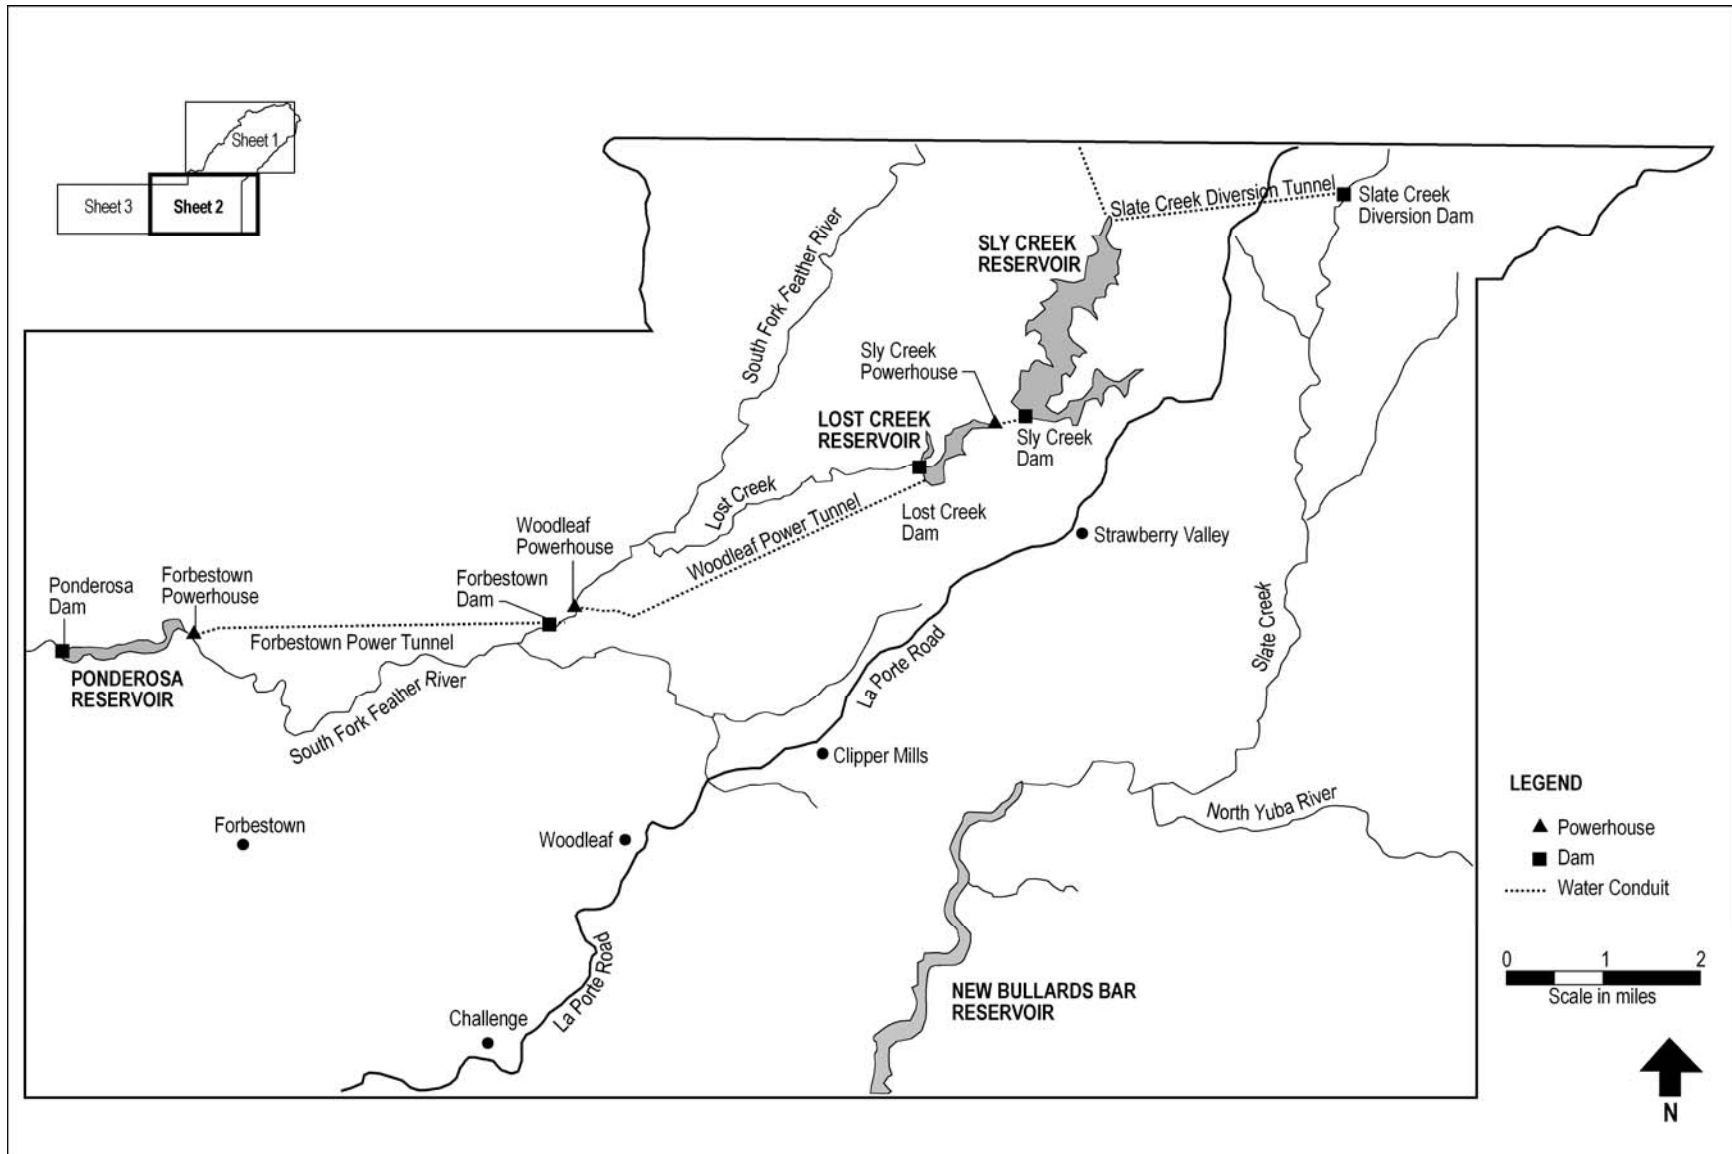 Sheet 1
Sheet 3
Sheet 2
Slate Creek Diversion Tunnel
Slate Creek
Diversion Dam
South Fork Feather River
SLY CREEK
RESERVOIR
Sly Creek
Powerhouse
LOST CREEK
RESERVOIR
Sly Creek
Dam
Lost Creek
Woodleaf Power Tunnel
Lost Creek
Dam
Strawberry Valley
Woodleaf
Powerhouse
Forbestown
Dam
Forbestown
Powerhouse
Ponderosa
Dam
Forbestown Power Tunnel
PONDEROSA
RESERVOIR
South Fork Feather River
La Porte Road
Slate Creek
Clipper Mills
North Yuba River
Forbestown
Woodleaf
La Porte Road
Challenge
NEW BULLARDS BAR
RESERVOIR
LEGEND
Powerhouse
Dam
Water Conduit
0 1 2
Scale in miles
N